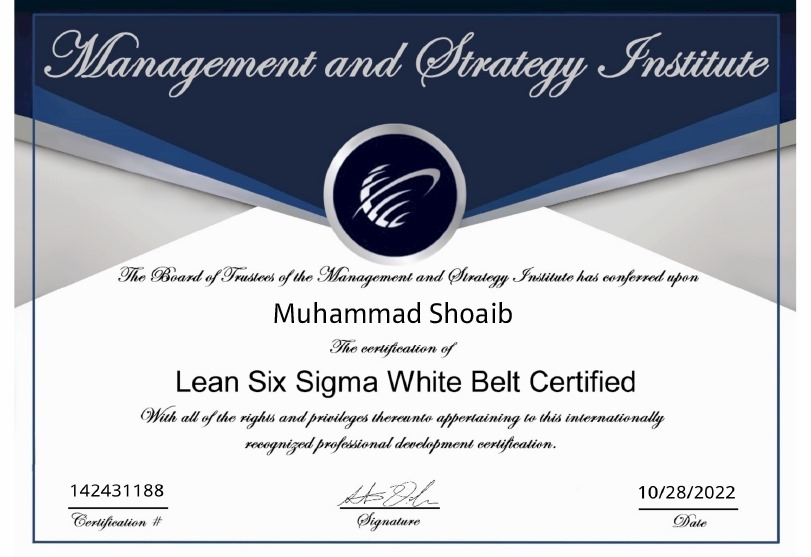 Management and Strategy Institute
The Board of Trustees of the Management and Strategy Institute has conferred upon
Muhammad Shoaib
The certification of
Lean Six Sigma White Belt Certified
With all of the rights and privileges thereunto appertaining to this internationally
recognized professional development certification.
142431188
Certification #
Signature
10/28/2022
Date